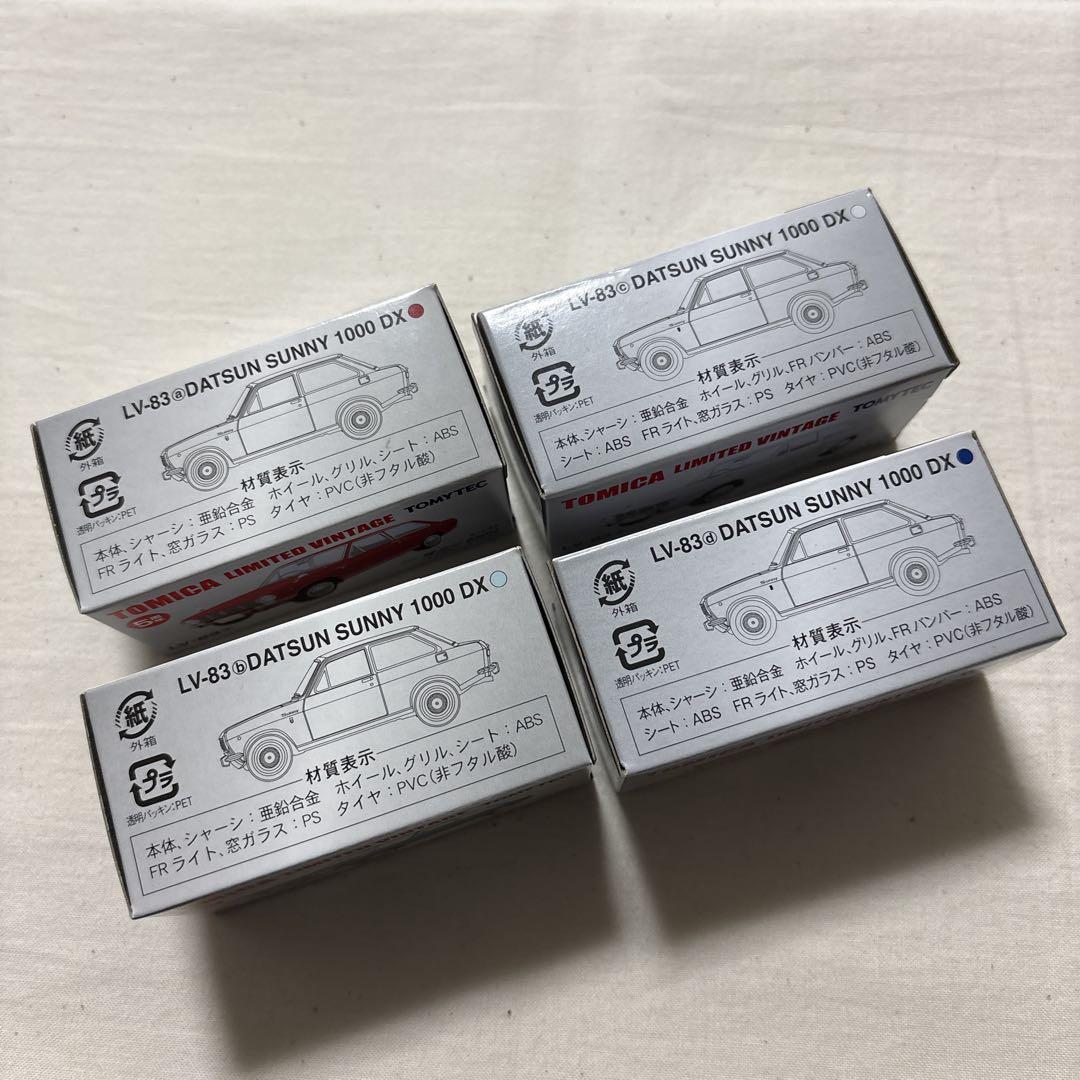 LV-83ⓐDATSUN SUNNY 1000 DX
紙
外箱
プラ
透明パッキン:PET
材質表示
本体、シャーシ:亜鉛合金 ホイール、グリル、シート:ABS
FRライト、窓ガラス:PS タイヤ:PVC(非フタル酸)
TOMICA LIMITED VINTAGE TOMYTEC
LV-83ⓒDATSUN SUNNY 1000 DX
紙
外箱
プラ
透明パッキン:PET
材質表示
本体、シャーシ:亜鉛合金 ホイール、グリル、FRバンパー:ABS
シート:ABS FRライト、窓ガラス:PS タイヤ:PVC(非フタル酸)
TOMICA LIMITED VINTAGE TOMYTEC
LV-83ⓑDATSUN SUNNY 1000 DX
紙
外箱
プラ
透明パッキン:PET
材質表示
本体、シャーシ:亜鉛合金 ホイール、グリル、シート:ABS
FRライト、窓ガラス:PS タイヤ:PVC(非フタル酸)
LV-83ⓓDATSUN SUNNY 1000 DX
紙
外箱
プラ
透明パッキン:PET
材質表示
本体、シャーシ:亜鉛合金 ホイール、グリル、FRバンパー:ABS
シート:ABS FRライト、窓ガラス:PS タイヤ:PVC(非フタル酸)